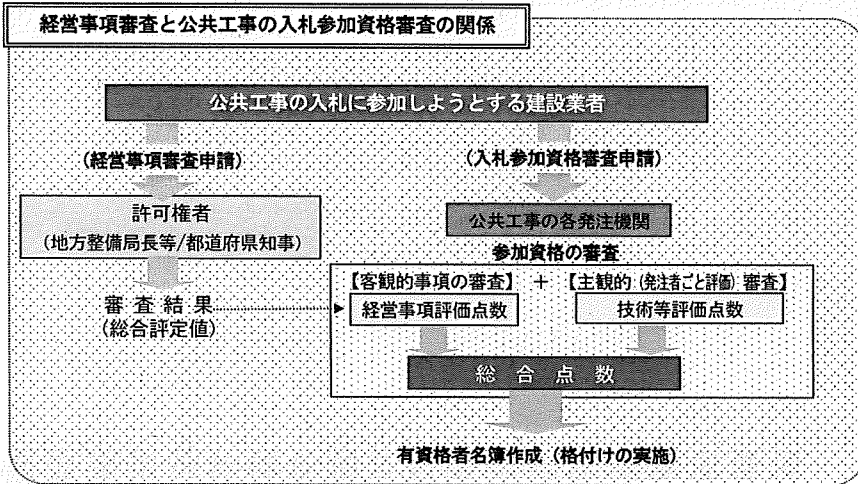 経営事項審査と公共工事の入札参加資格審査の関係
公共工事の入札に参加しようとする建設業者
(経営事項審査申請)
(入札参加資格審査申請)
許可権者
(地方整備局長等/都道府県知事)
公共工事の各発注機関
参加資格の審査
【客観的事項の審査】 + 【主観的(発注者ごと評価)審査】
審査結果
(総合評定値)
経営事項評価点数
技術等評価点数
総合点数
有資格者名簿作成(格付けの実施)